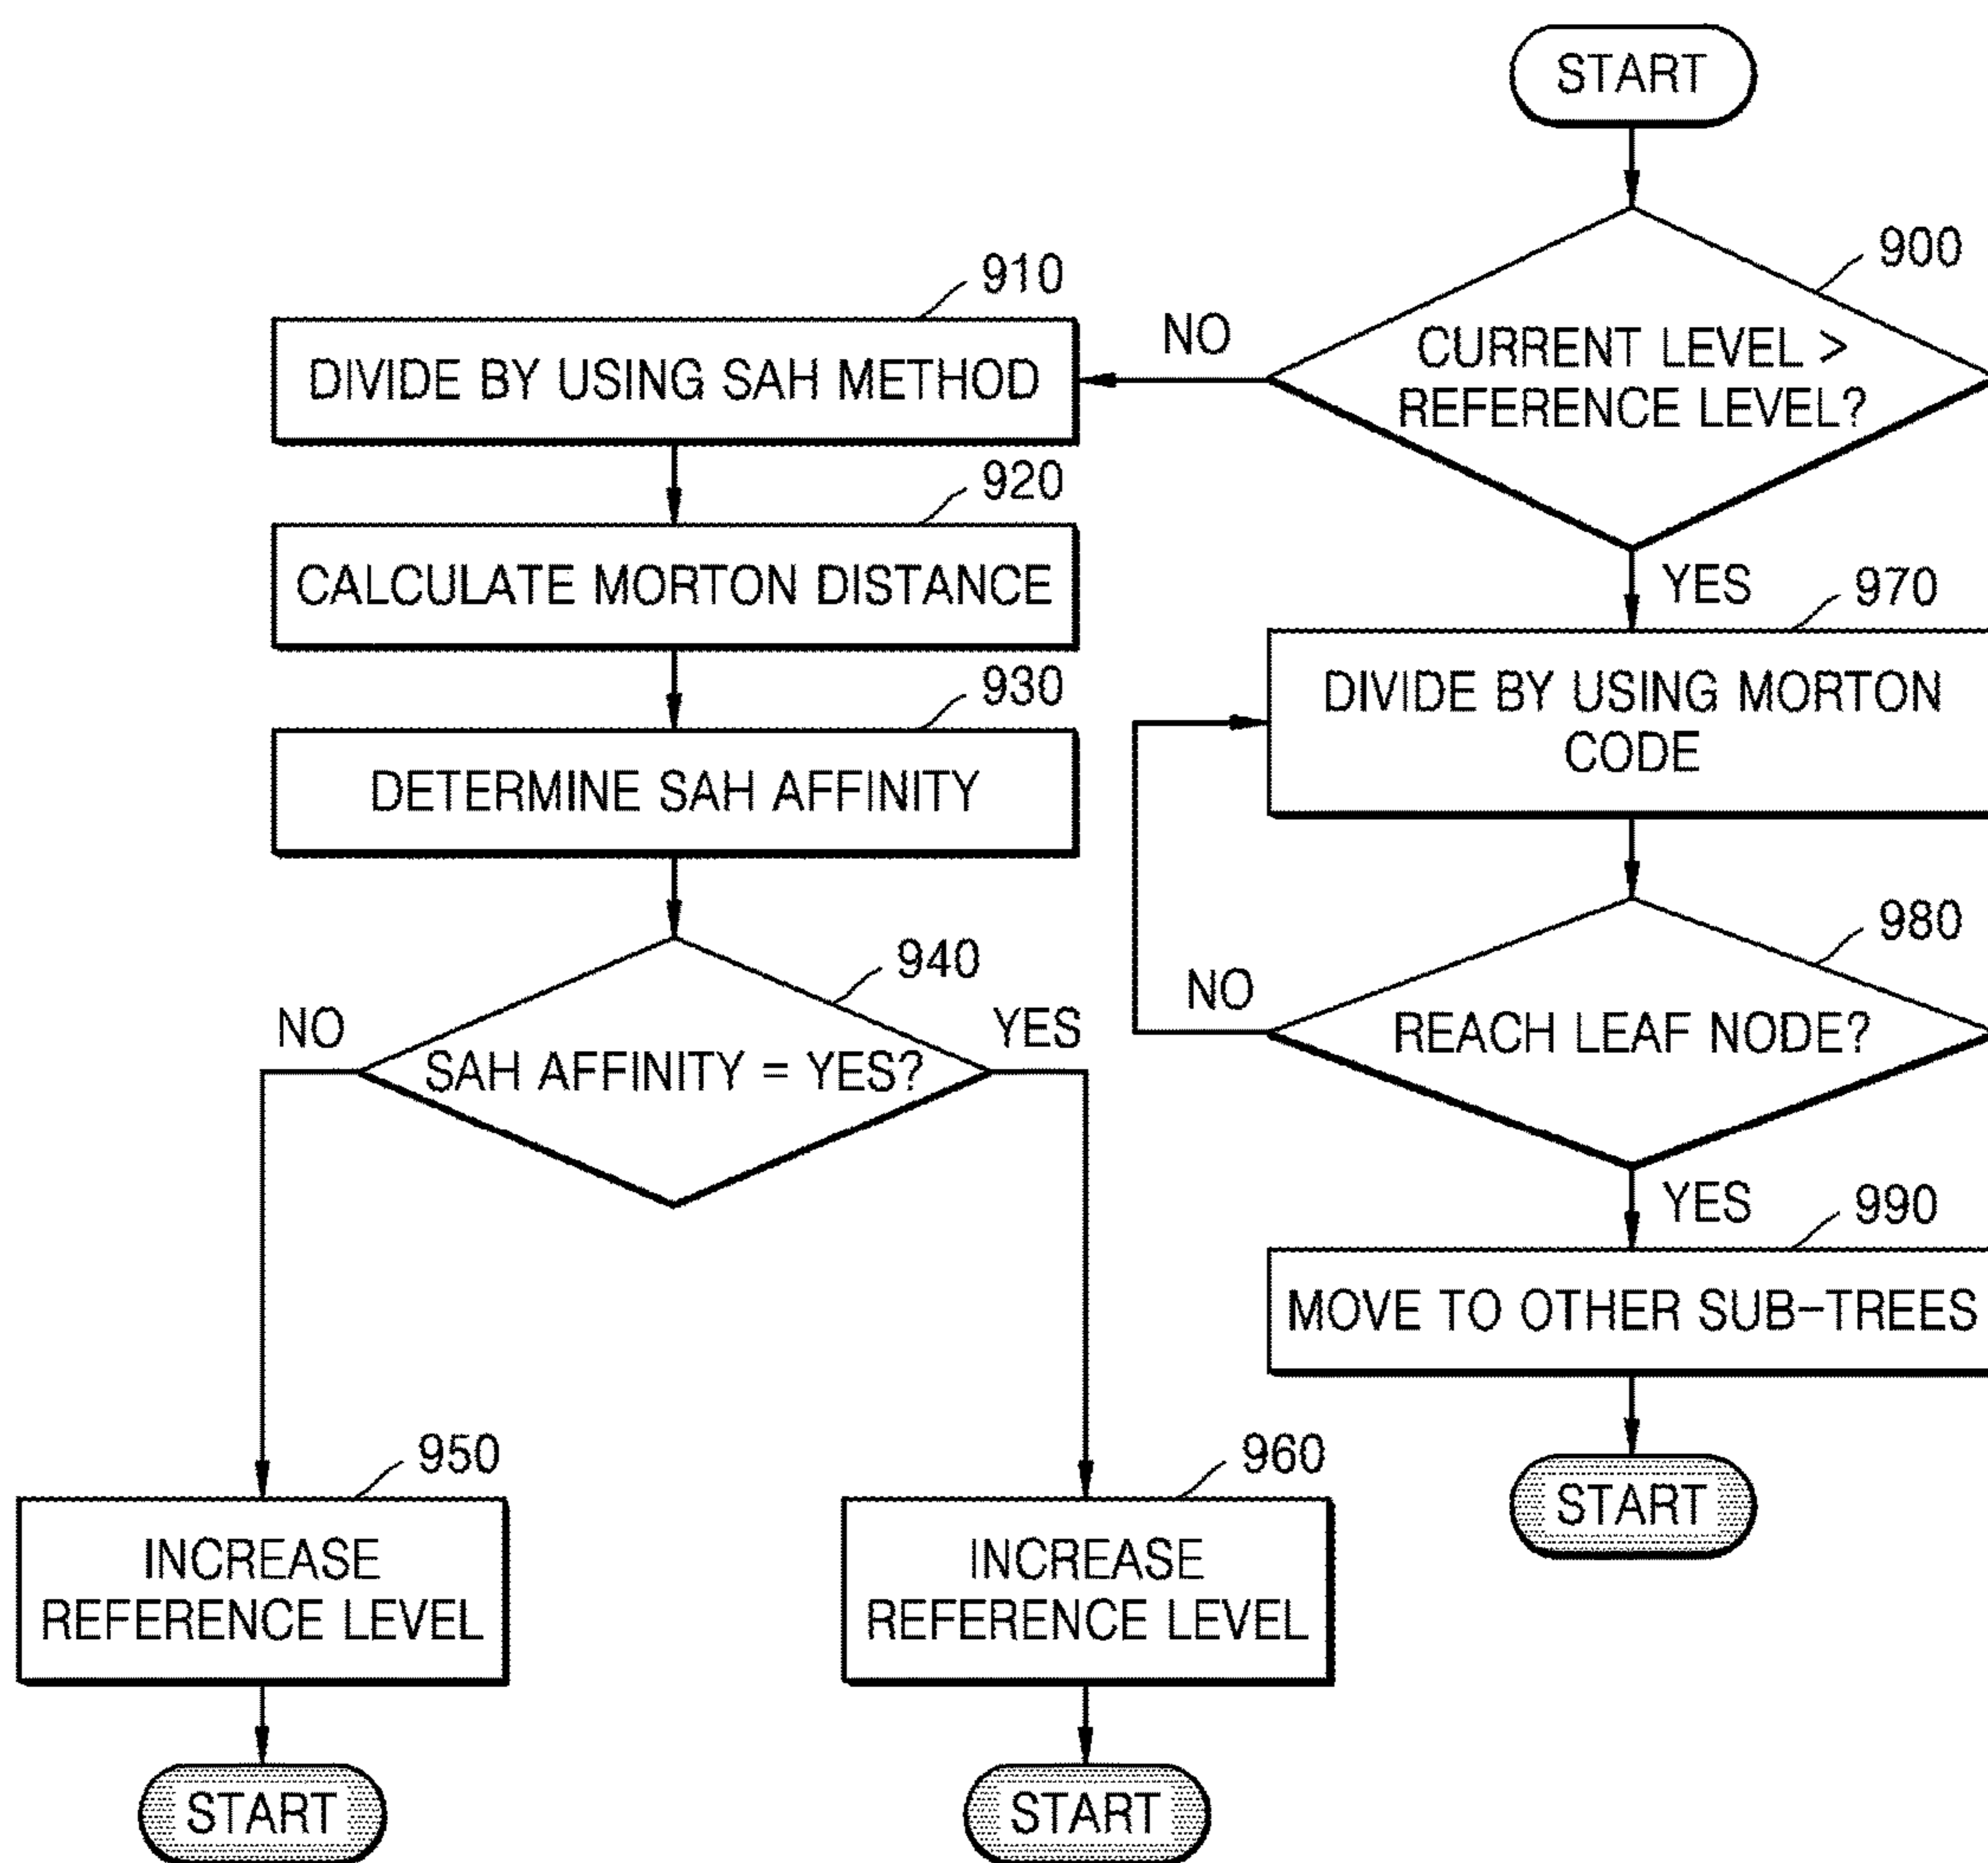 START
900
CURRENT LEVEL >
REFERENCE LEVEL?
NO
YES
910
DIVIDE BY USING SAH METHOD
920
CALCULATE MORTON DISTANCE
930
DETERMINE SAH AFFINITY
940
SAH AFFINITY = YES?
NO
YES
950
INCREASE
REFERENCE LEVEL
START
960
INCREASE
REFERENCE LEVEL
START
970
DIVIDE BY USING MORTON
CODE
980
REACH LEAF NODE?
NO
YES
990
MOVE TO OTHER SUB-TREES
START